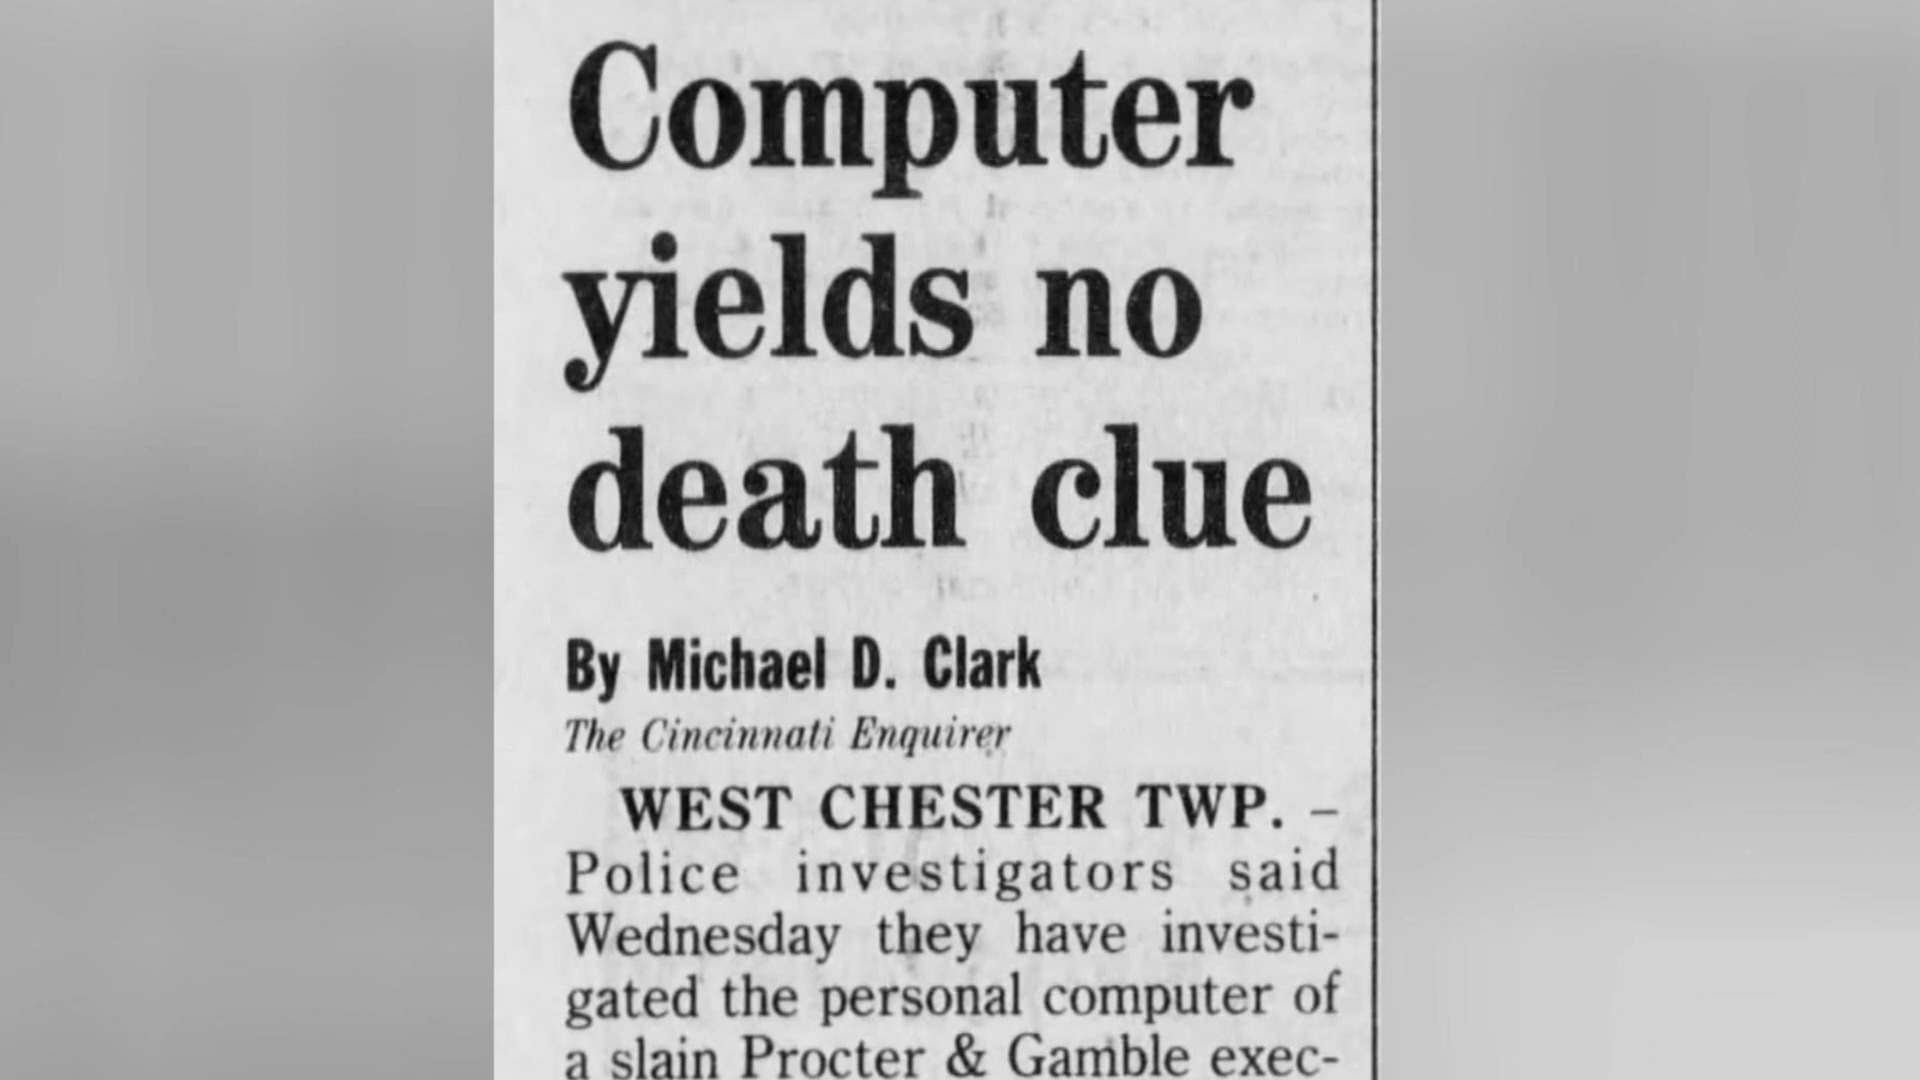 Computer
yields no
death clue
By Michael D. Clark
The Cincinnati Enquirer
WEST CHESTER TWP. –
Police investigators said
Wednesday they have investi-
gated the personal computer of
a slain Procter & Gamble exec-